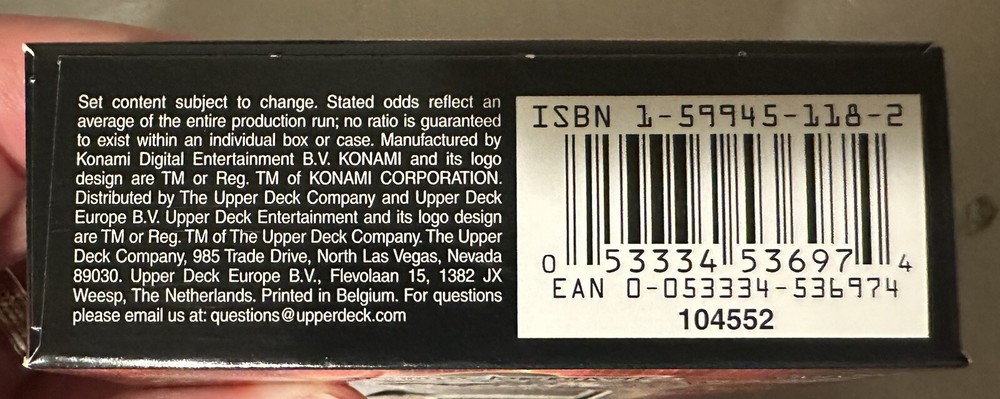 Set content subject to change. Stated odds reflect an
average of the entire production run; no ratio is guaranteed
to exist within an individual box or case. Manufactured by
Konami Digital Entertainment B.V. KONAMI and its logo
design are TM or Reg. TM of KONAMI CORPORATION.
Distributed by The Upper Deck Company and Upper Deck
Europe B.V. Upper Deck Entertainment and its logo design
are TM or Reg. TM of The Upper Deck Company. The Upper
Deck Company, 985 Trade Drive, North Las Vegas, Nevada
89030. Upper Deck Europe B.V., Flevolaan 15, 1382 JX
Weesp, The Netherlands. Printed in Belgium. For questions
please email us at: questions@upperdeck.com
ISBN 1-59945-118-2
0 53334 53697 4
EAN 0-053334-536974
104552